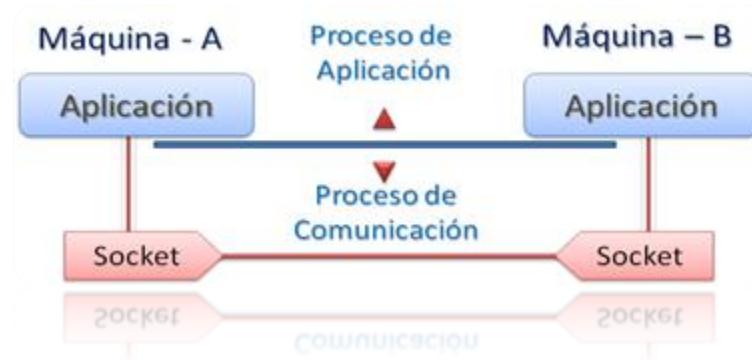 Máquina - A
Proceso de
Aplicación
Máquina – B
Aplicación
Aplicación
Proceso de
Comunicación
Socket
Socket